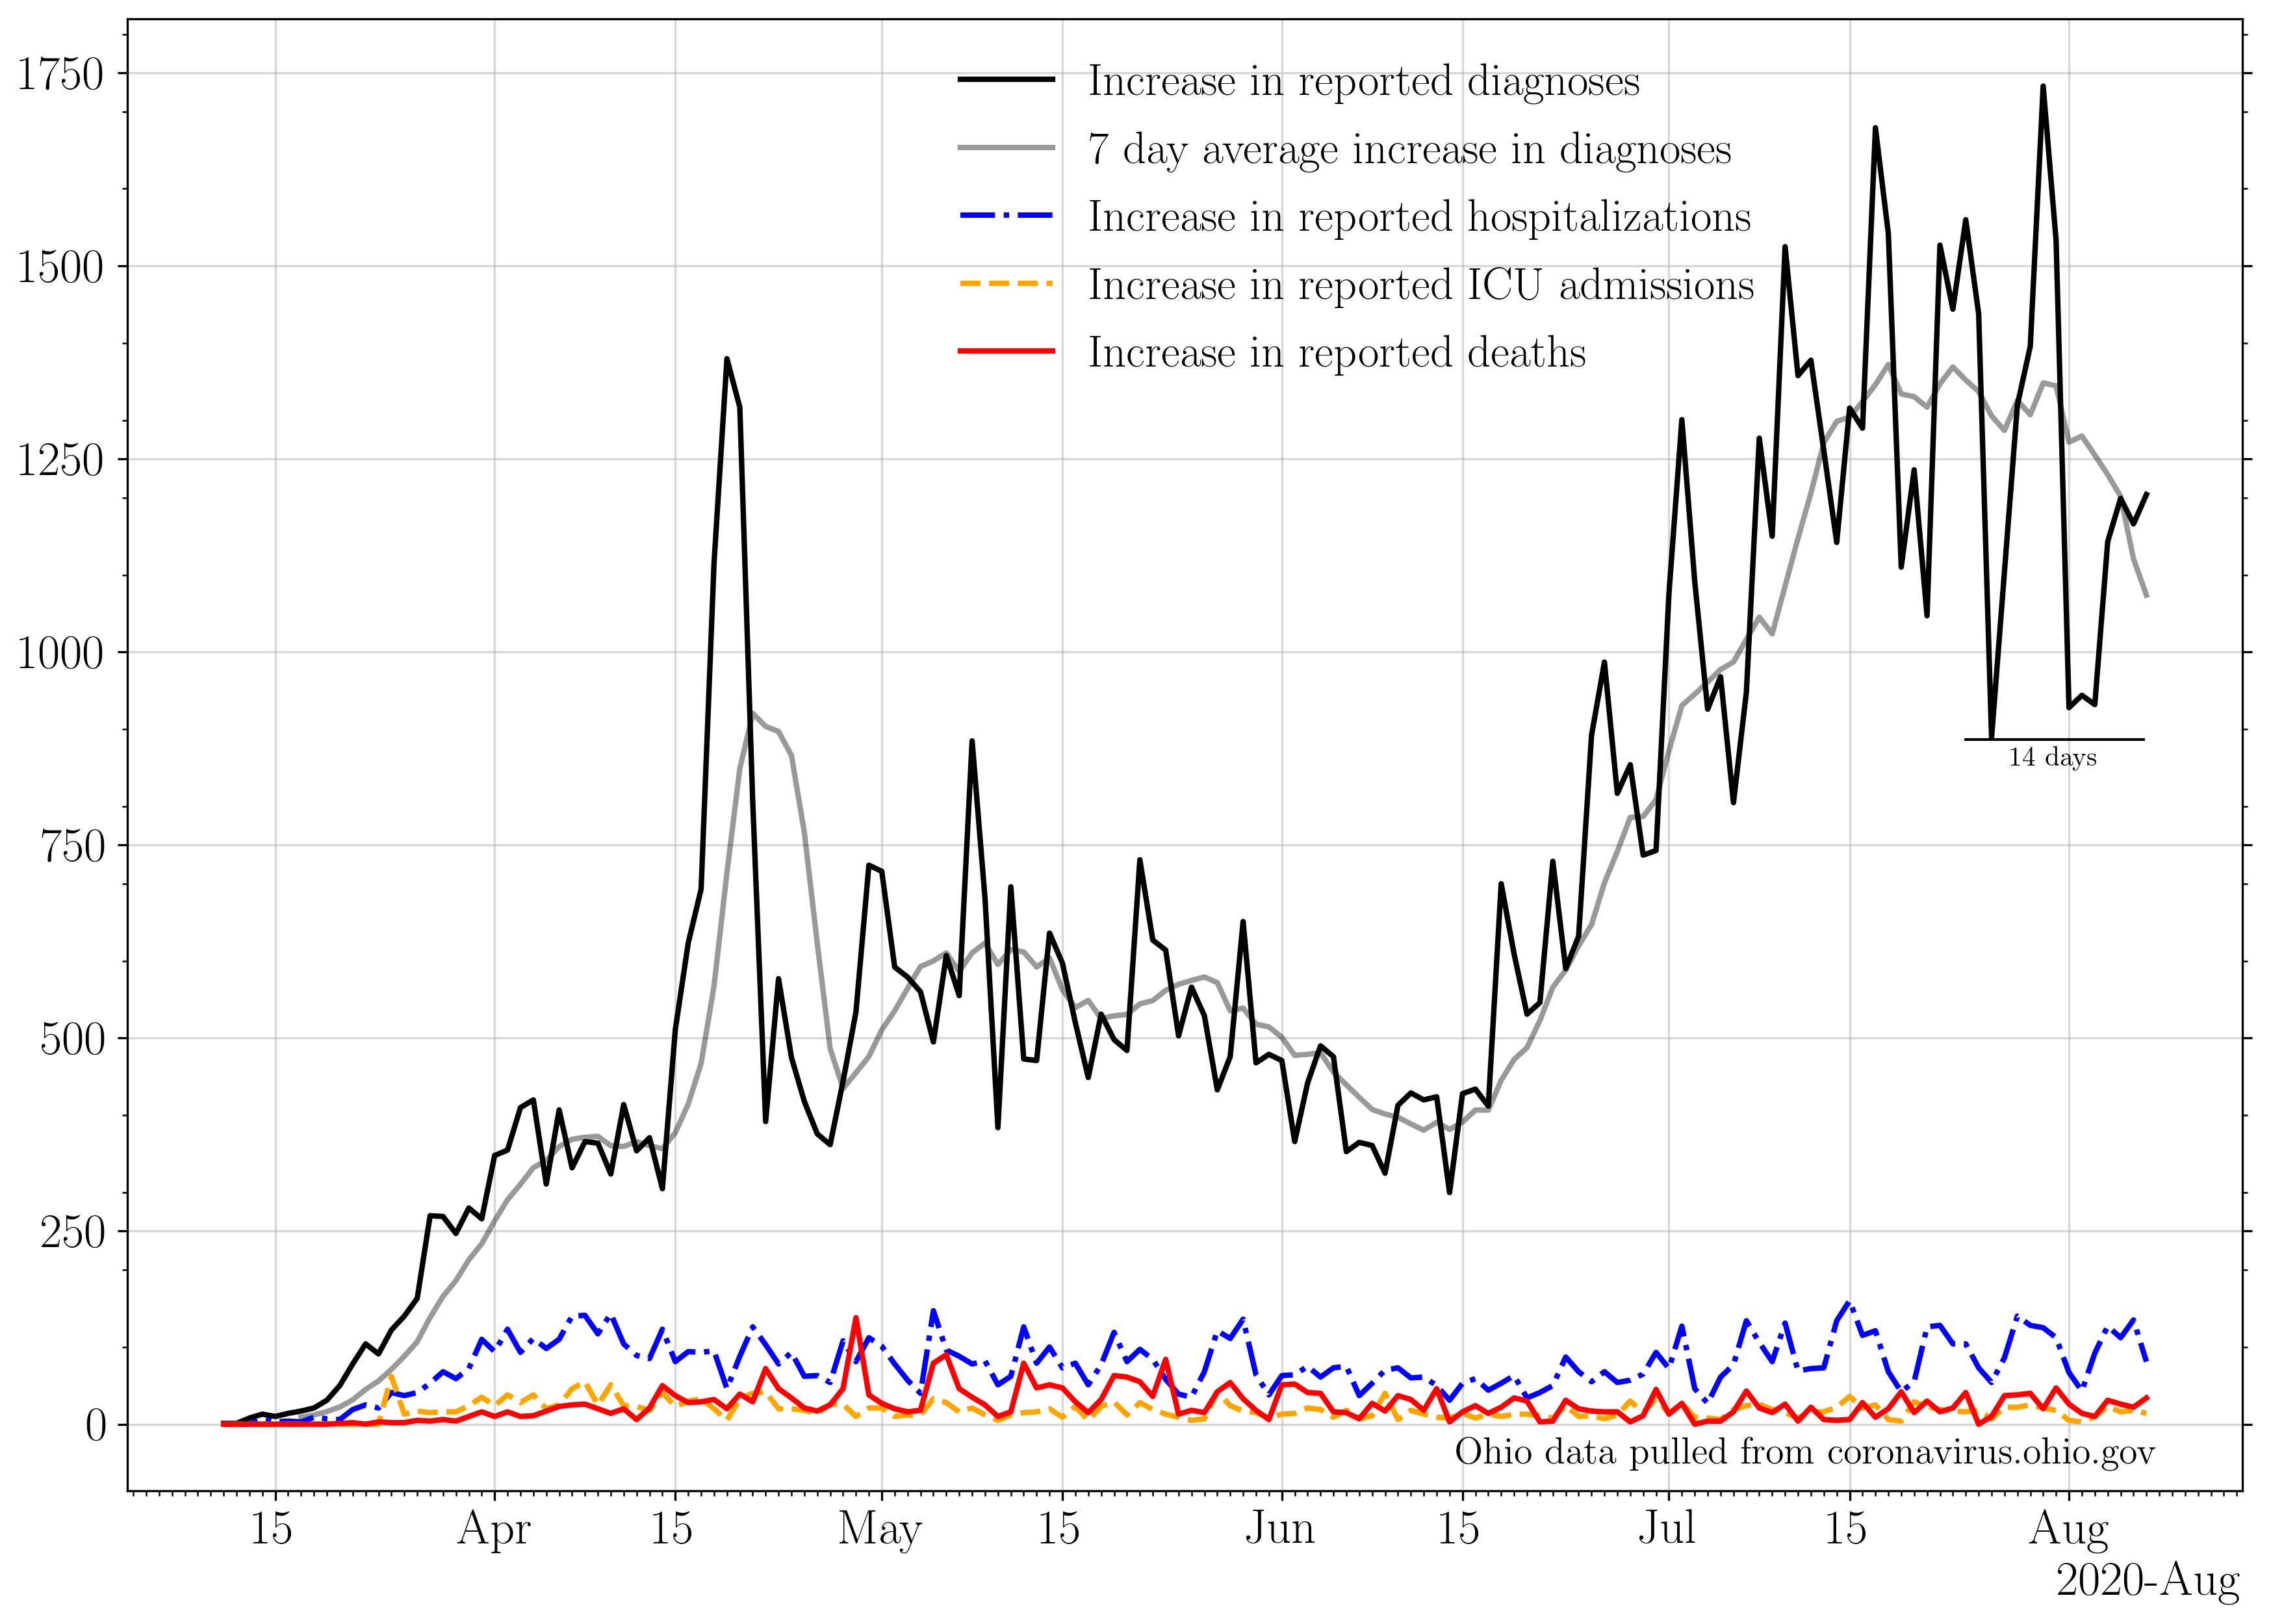 1750
1500
1250
1000
750
500
250
0
Increase in reported diagnoses
7 day average increase in diagnoses
Increase in reported hospitalizations
Increase in reported ICU admissions
Increase in reported deaths
14 days
Ohio data pulled from coronavirus.ohio.gov
15 Apr 15 May 15 Jun 15 Jul 15 Aug
2020-Aug